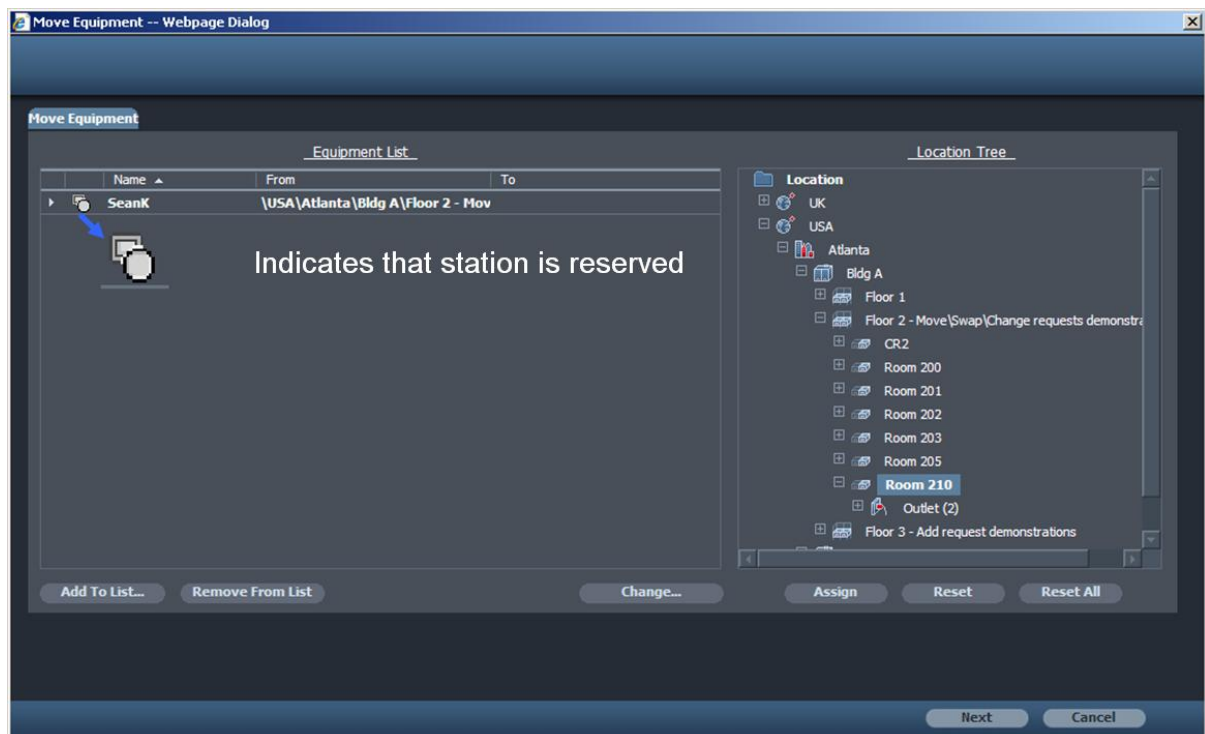 Move Equipment -- Webpage Dialog
Move Equipment
Equipment List
Name From To
SeanK \USA\Atlanta\Bldg A\Floor 2 - Mov
Indicates that station is reserved
Add To List... Remove From List Change...
Location Tree
Location
UK
USA
Atlanta
Bldg A
Floor 1
Floor 2 - Move\Swap\Change requests demonstra
CR2
Room 200
Room 201
Room 202
Room 203
Room 205
Room 210
Outlet (2)
Floor 3 - Add request demonstrations
Assign Reset Reset All
Next Cancel